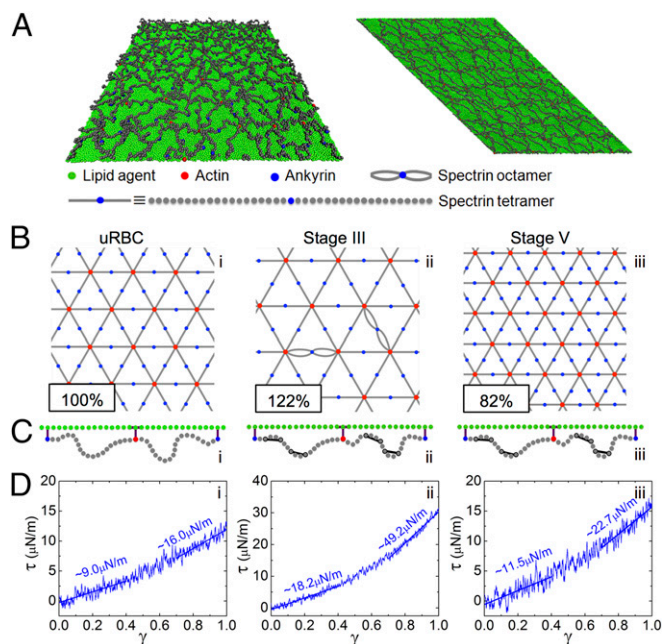 A
Lipid agent Actin Ankyrin Spectrin octamer
≡ Spectrin tetramer
B uRBC Stage III Stage V
i ii iii
100% 122% 82%
C
i ii iii
D
i ii iii
20 40 20
15 30 15
10 20 10
5 10 5
0 0 0
-5 -5
τ (μN/m) τ (μN/m) τ (μN/m)
~9.0μN/m ~16.0μN/m
~18.2μN/m ~49.2μN/m
~11.5μN/m ~22.7μN/m
0.0 0.2 0.4 0.6 0.8 1.0 0.0 0.2 0.4 0.6 0.8 1.0 0.0 0.2 0.4 0.6 0.8 1.0
γ γ γ